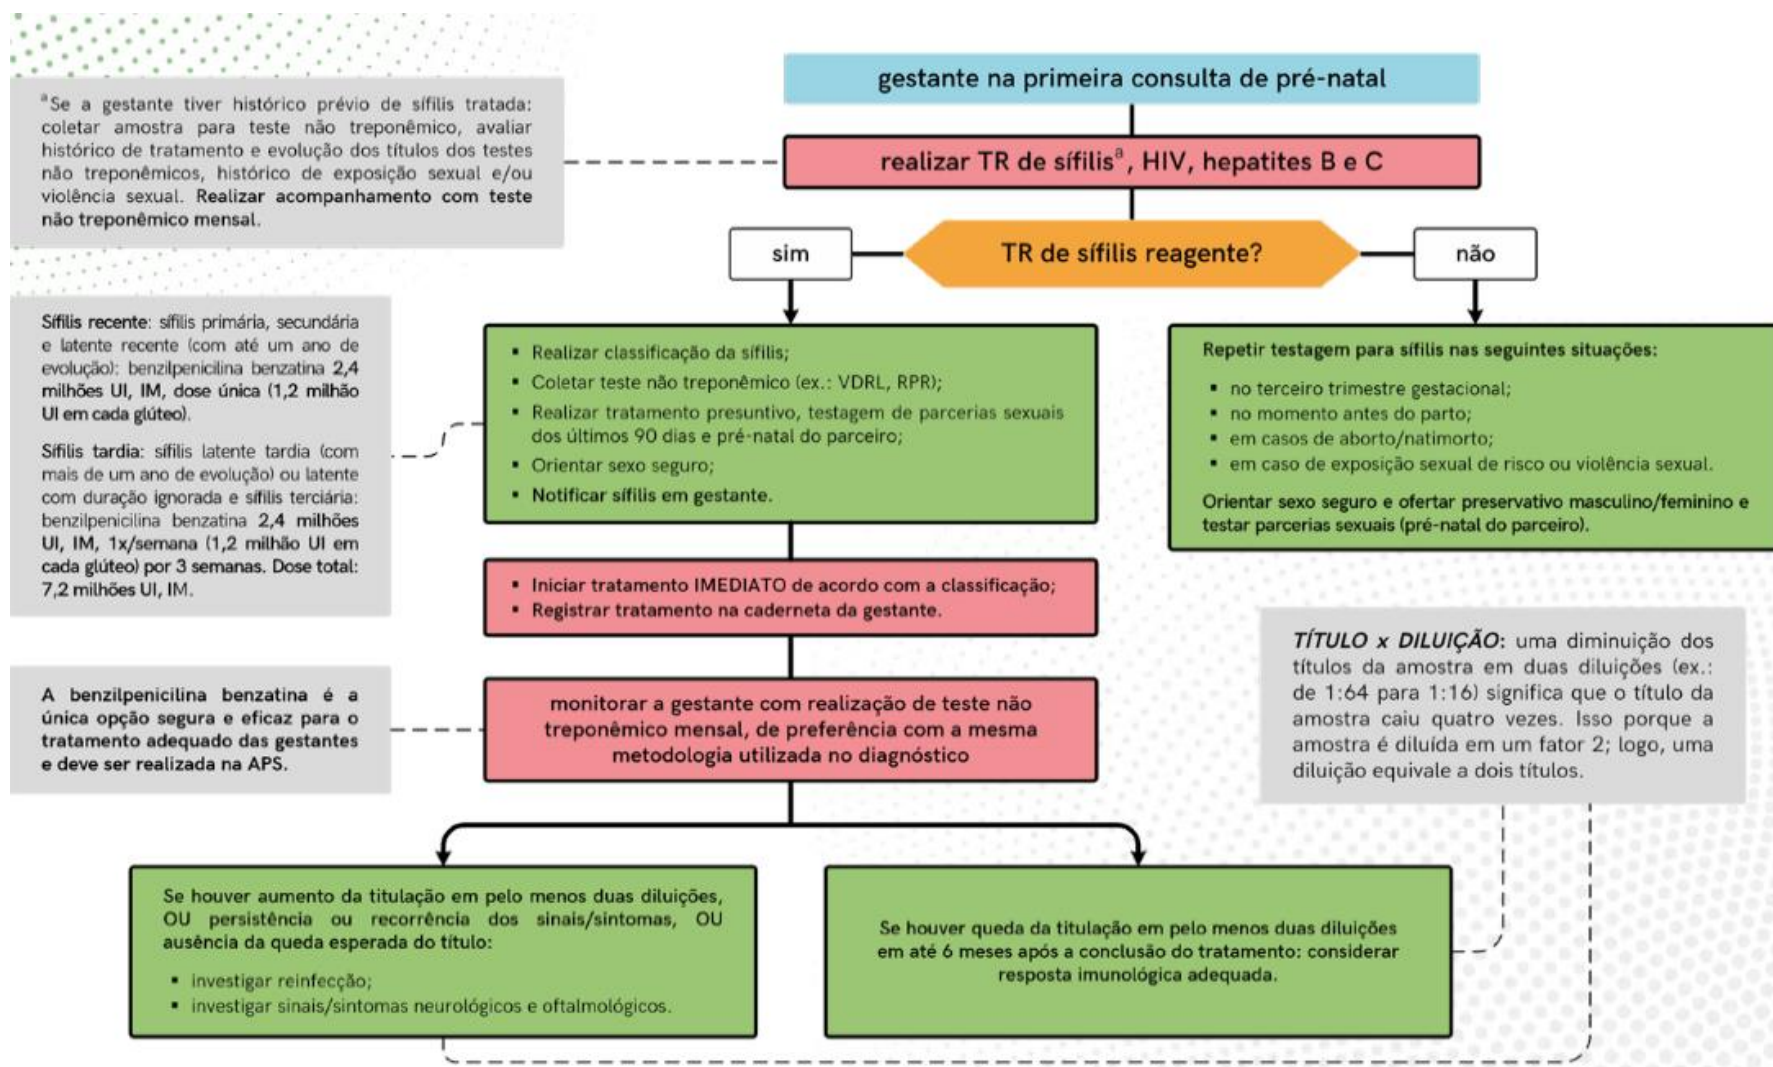 gestante na primeira consulta de pré-natal
ᵃSe a gestante tiver histórico prévio de sífilis tratada:
coletar amostra para teste não treponêmico, avaliar
histórico de tratamento e evolução dos títulos dos testes
não treponêmicos, histórico de exposição sexual e/ou
violência sexual. Realizar acompanhamento com teste
não treponêmico mensal.
realizar TR de sífilisᵃ, HIV, hepatites B e C
TR de sífilis reagente?
sim
não
Sífilis recente: sífilis primária, secundária
e latente recente (com até um ano de
evolução): benzilpenicilina benzatina 2,4
milhões UI, IM, dose única (1,2 milhão
UI em cada glúteo).
Sífilis tardia: sífilis latente tardia (com
mais de um ano de evolução) ou latente
com duração ignorada e sífilis terciária:
benzilpenicilina benzatina 2,4 milhões
UI, IM, 1x/semana (1,2 milhão UI em
cada glúteo) por 3 semanas. Dose total:
7,2 milhões UI, IM.
▪ Realizar classificação da sífilis;
▪ Coletar teste não treponêmico (ex.: VDRL, RPR);
▪ Realizar tratamento presuntivo, testagem de parcerias sexuais
dos últimos 90 dias e pré-natal do parceiro;
▪ Orientar sexo seguro;
▪ Notificar sífilis em gestante.
Repetir testagem para sífilis nas seguintes situações:
▪ no terceiro trimestre gestacional;
▪ no momento antes do parto;
▪ em casos de aborto/natimorto;
▪ em caso de exposição sexual de risco ou violência sexual.
Orientar sexo seguro e ofertar preservativo masculino/feminino e
testar parcerias sexuais (pré-natal do parceiro).
▪ Iniciar tratamento IMEDIATO de acordo com a classificação;
▪ Registrar tratamento na caderneta da gestante.
A benzilpenicilina benzatina é a
única opção segura e eficaz para o
tratamento adequado das gestantes
e deve ser realizada na APS.
monitorar a gestante com realização de teste não
treponêmico mensal, de preferência com a mesma
metodologia utilizada no diagnóstico
TÍTULO x DILUIÇÃO: uma diminuição dos
títulos da amostra em duas diluições (ex.:
de 1:64 para 1:16) significa que o título da
amostra caiu quatro vezes. Isso porque a
amostra é diluída em um fator 2; logo, uma
diluição equivale a dois títulos.
Se houver aumento da titulação em pelo menos duas diluições,
OU persistência ou recorrência dos sinais/sintomas, OU
ausência da queda esperada do título:
▪ investigar reinfecção;
▪ investigar sinais/sintomas neurológicos e oftalmológicos.
Se houver queda da titulação em pelo menos duas diluições
em até 6 meses após a conclusão do tratamento: considerar
resposta imunológica adequada.